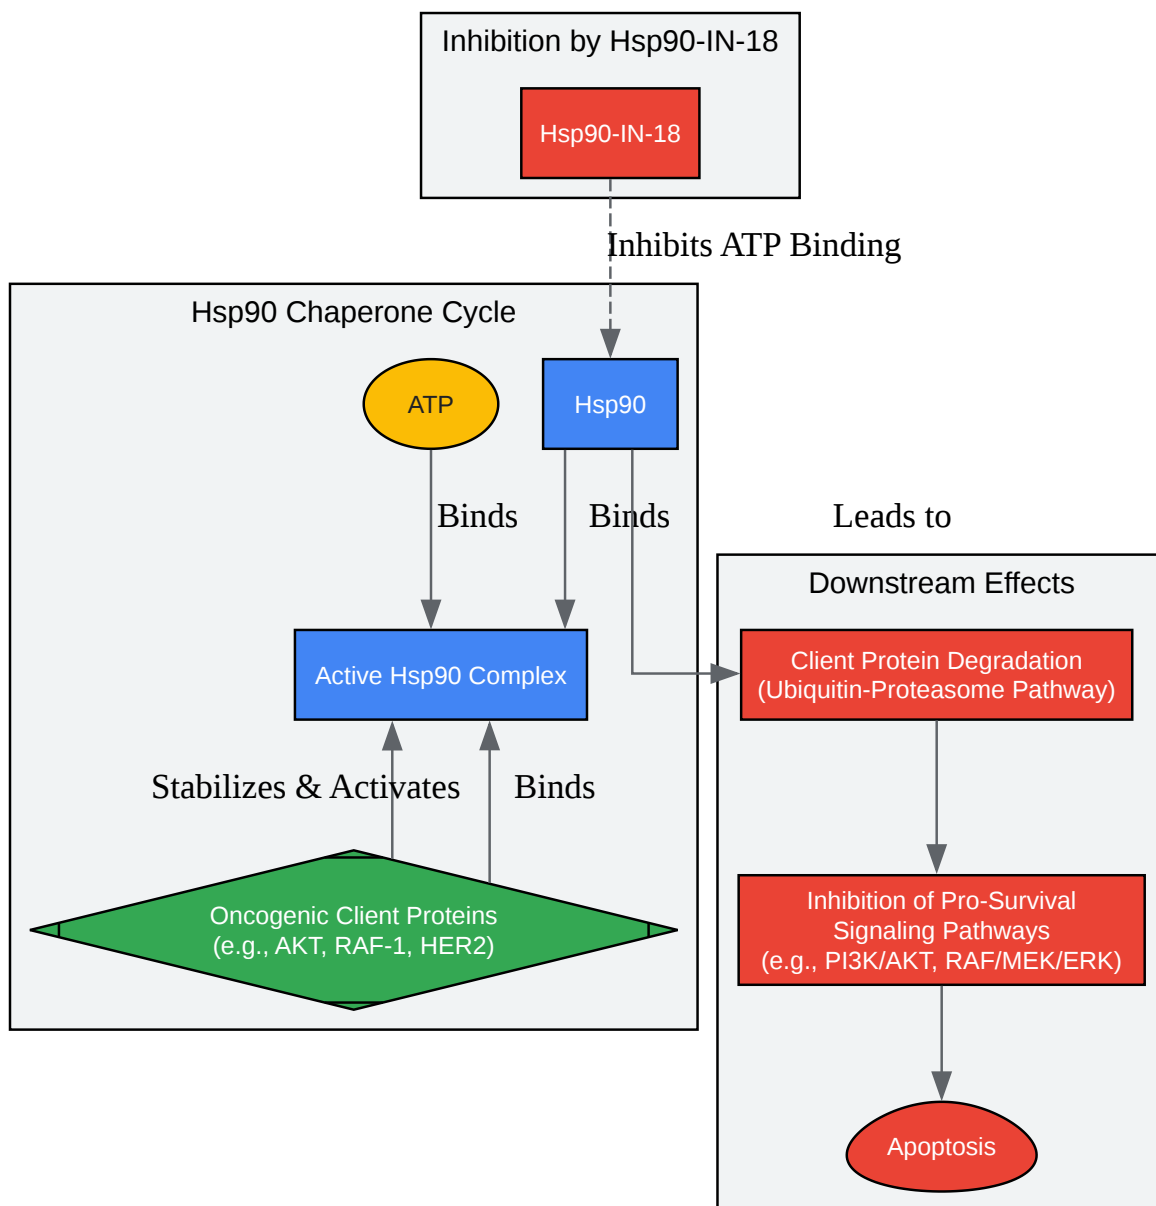 Inhibition by Hsp90-IN-18
Hsp90-IN-18
Inhibits ATP Binding
Hsp90 Chaperone Cycle
ATP
Hsp90
Binds
Binds
Leads to
Downstream Effects
Active Hsp90 Complex
Client Protein Degradation
(Ubiquitin-Proteasome Pathway)
Stabilizes & Activates
Binds
Oncogenic Client Proteins
(e.g., AKT, RAF-1, HER2)
Inhibition of Pro-Survival
Signaling Pathways
(e.g., PI3K/AKT, RAF/MEK/ERK)
Apoptosis